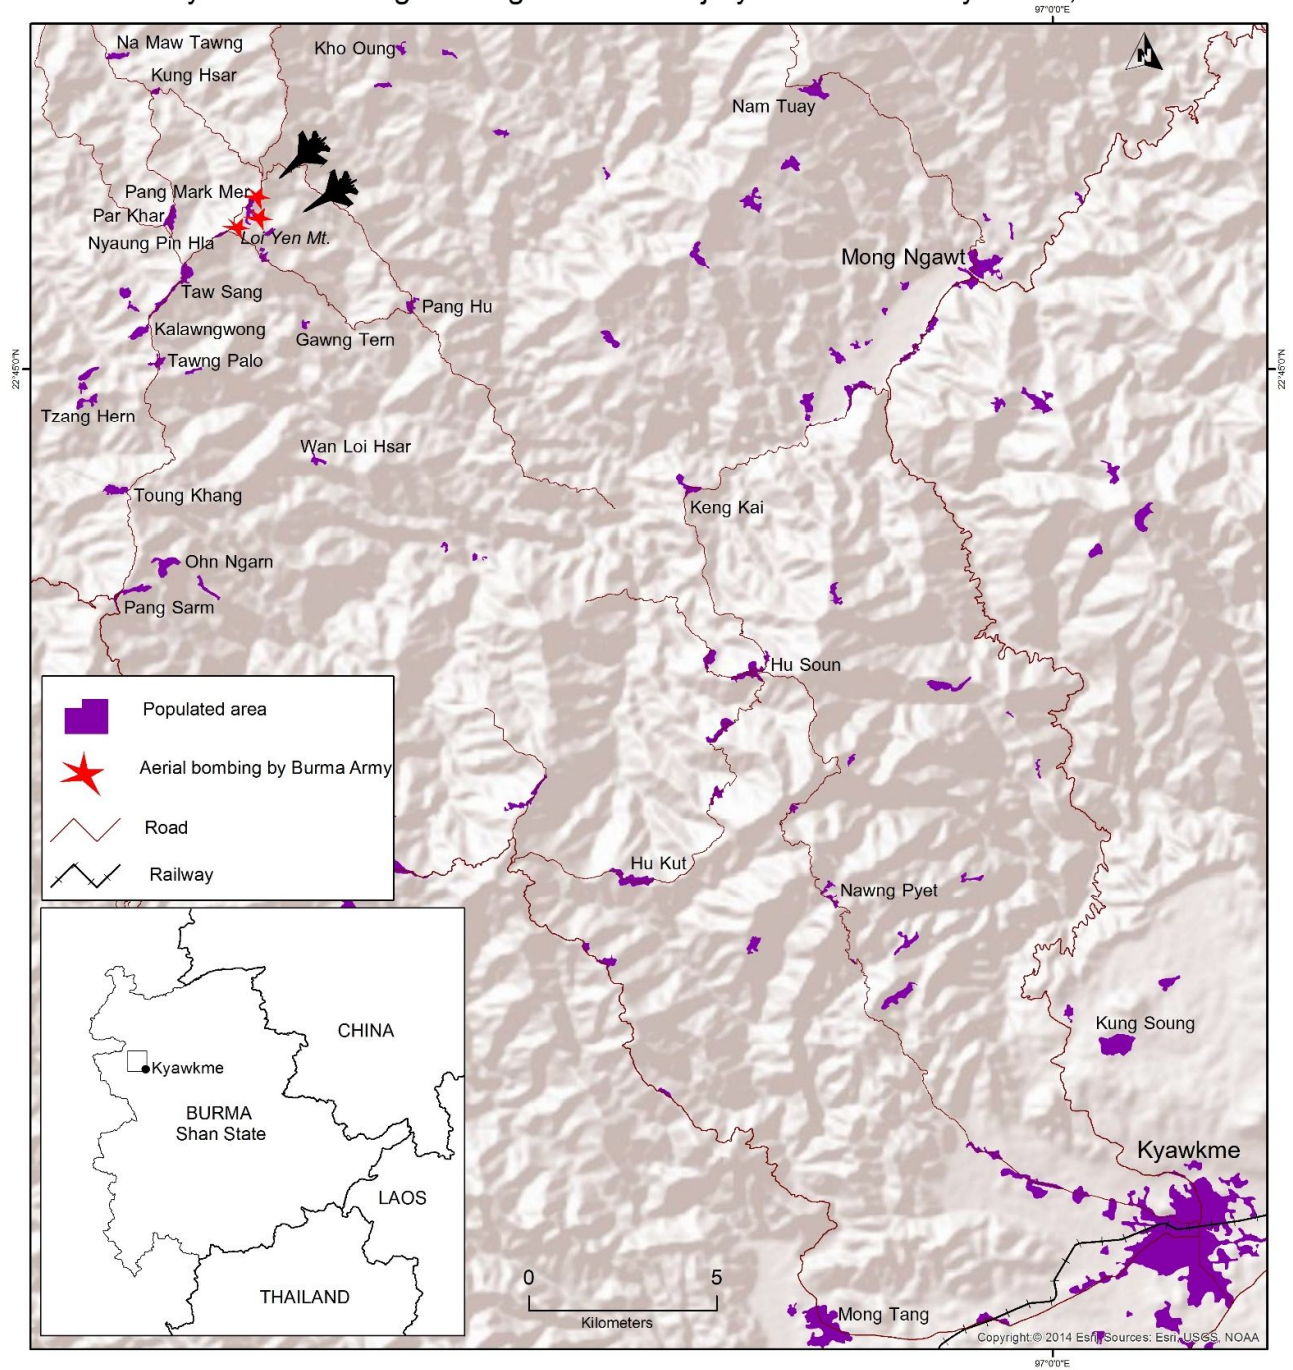 97°0'0"E
N
Na Maw Tawng
Kho Oung
Kung Hsar
Nam Tuay
Pang Mark Mer
Par Khar
Nyaung Pin Hla
Loi Yen Mt.
Mong Ngawt
Taw Sang
Pang Hu
Kalawngwong
Gawng Tern
Tawng Palo
22°45'0"N
22°45'0"N
Tzang Hern
Wan Loi Hsar
Toung Khang
Keng Kai
Ohn Ngarn
Pang Sarm
Hu Soun
Populated area
Aerial bombing by Burma Army
Road
Railway
Hu Kut
Nawng Pyet
CHINA
Kyawkme
BURMA
Shan State
LAOS
THAILAND
Kung Soung
Kyawkme
0 5
Kilometers
Mong Tang
Copyright:© 2014 Esri, Sources: Esri, USGS, NOAA
97°0'0"E